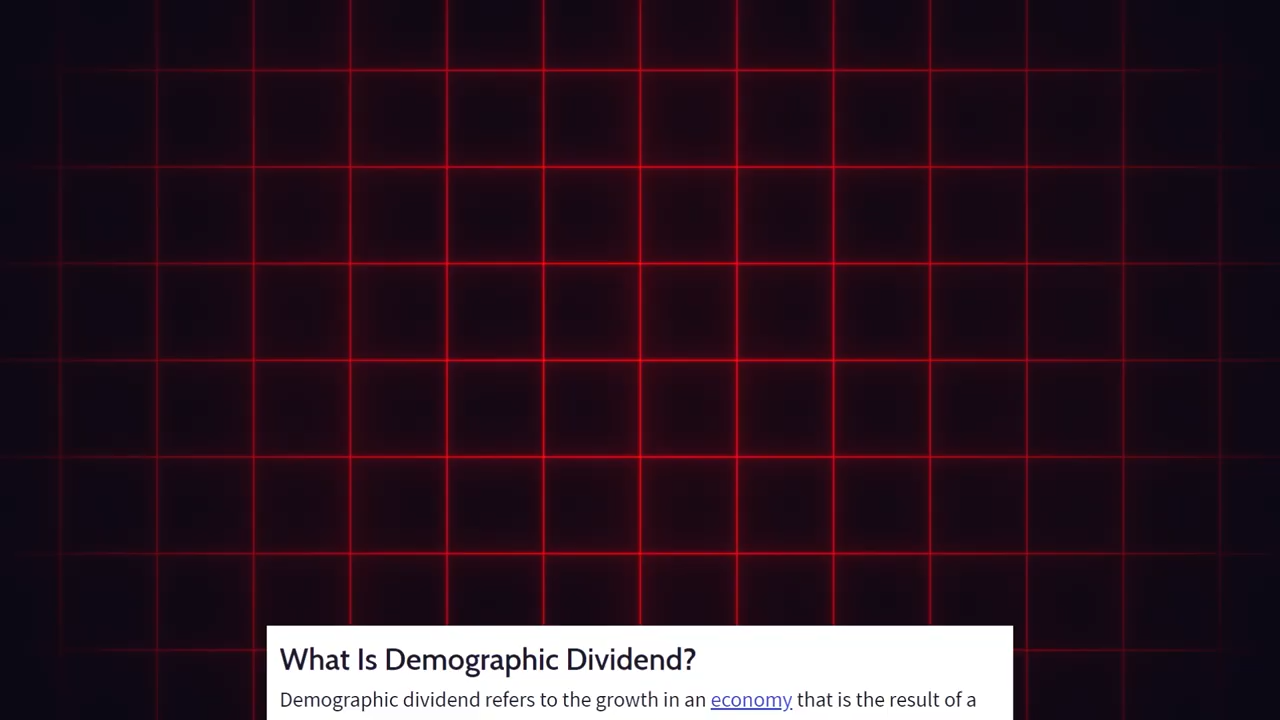 What Is Demographic Dividend?
Demographic dividend refers to the growth in an economy that is the result of a